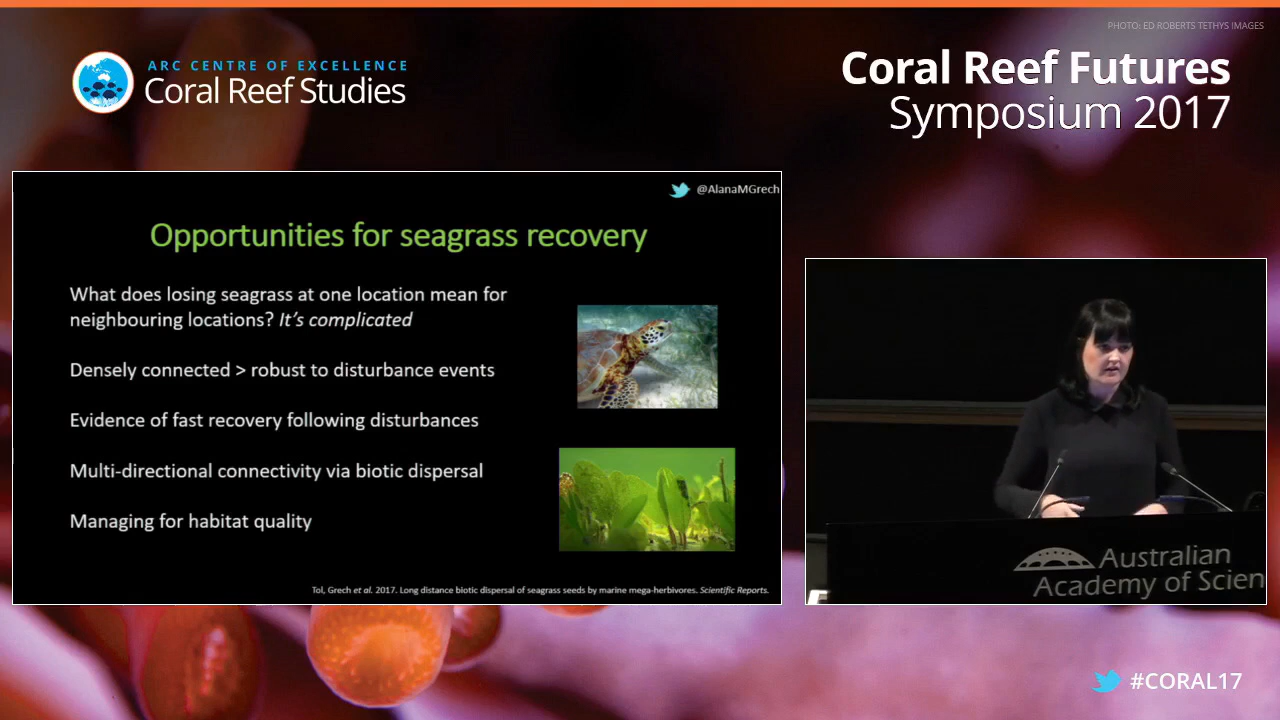 PHOTO: ED ROBERTS TETHYS IMAGES
ARC CENTRE OF EXCELLENCE
Coral Reef Studies
Coral Reef Futures
Symposium 2017
@AlanaMGrech
Opportunities for seagrass recovery
What does losing seagrass at one location mean for
neighbouring locations? It's complicated
Densely connected > robust to disturbance events
Evidence of fast recovery following disturbances
Multi-directional connectivity via biotic dispersal
Managing for habitat quality
Tol, Grech et al. 2017. Long distance biotic dispersal of seagrass seeds by marine mega-herbivores. Scientific Reports.
Australian
Academy of Scien
#CORAL17